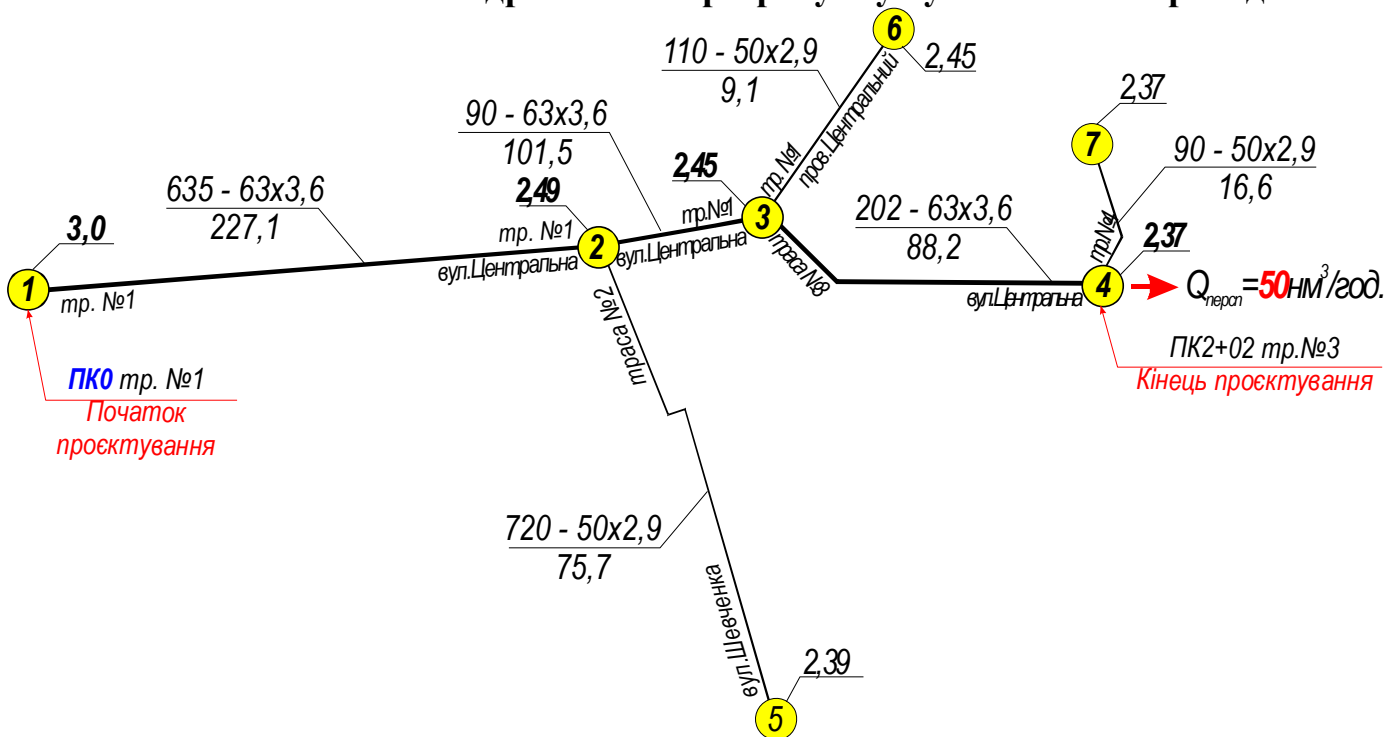 6
110 - 50х2,9
9,1
2,45
тр. №1
пров.Центральний
2,37
7
90 - 50х2,9
16,6
тр.№4
90 - 63х3,6
101,5
2,45
3
тр.№1
вул.Центральна
635 - 63х3,6
227,1
2,49
тр. №1
2
вул.Центральна
3,0
1
тр. №1
202 - 63х3,6
88,2
траса №3
вул.Центральна
2,37
4
Qперсп=50нм³/год.
ПК2+02 тр.№3
Кінець проєктування
ПК0 тр. №1
Початок
проєктування
траса №2
720 - 50х2,9
75,7
вул.Шевченка
2,39
5